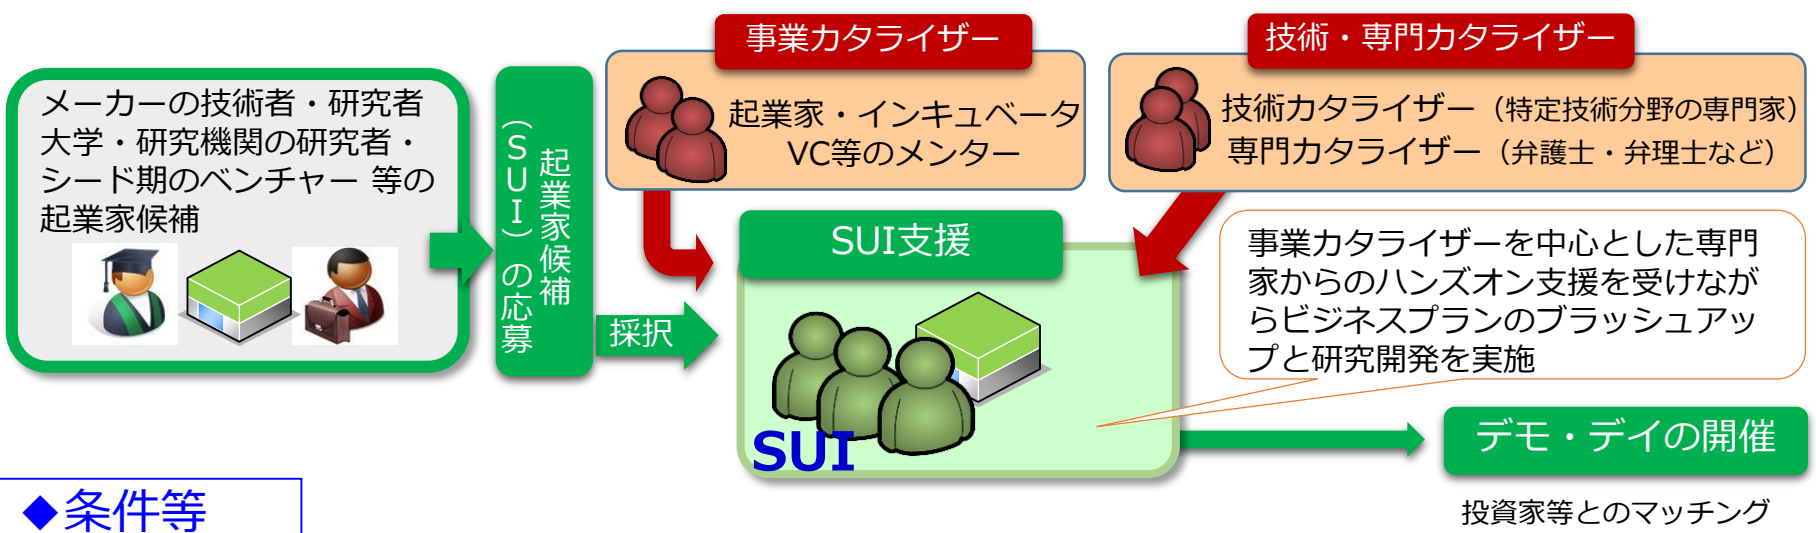 メーカーの技術者・研究者
大学・研究機関の研究者・
シード期のベンチャー 等の
起業家候補
起業家候補
（SUI）の応募
採択
事業カタライザー
起業家・インキュベータ
VC等のメンター
技術・専門カタライザー
技術カタライザー（特定技術分野の専門家）
専門カタライザー（弁護士・弁理士など）
SUI支援
SUI
事業カタライザーを中心とした専門
家からのハンズオン支援を受けなが
らビジネスプランのブラッシュアッ
プと研究開発を実施
デモ・デイの開催
投資家等とのマッチング
◆条件等